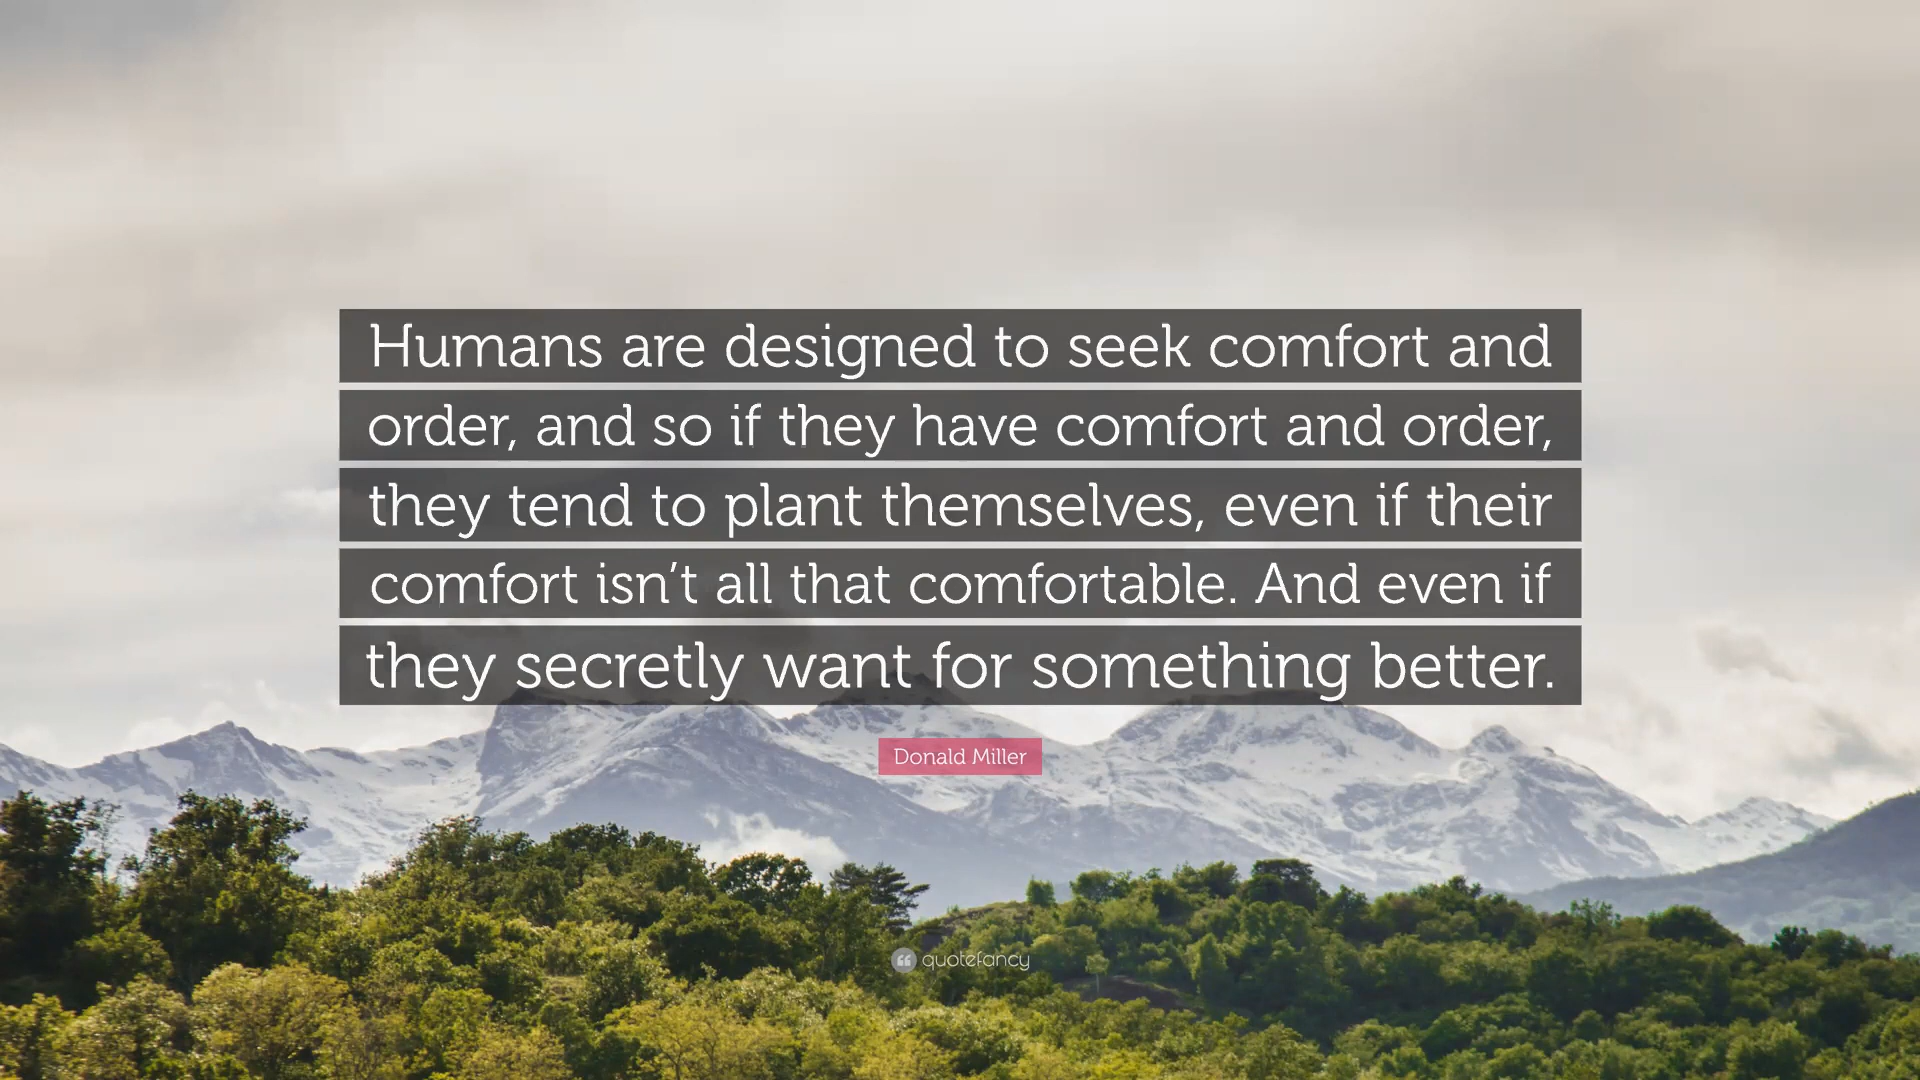 Humans are designed to seek comfort and
order, and so if they have comfort and order,
they tend to plant themselves, even if their
comfort isn’t all that comfortable. And even if
they secretly want for something better.
Donald Miller
quotefancy